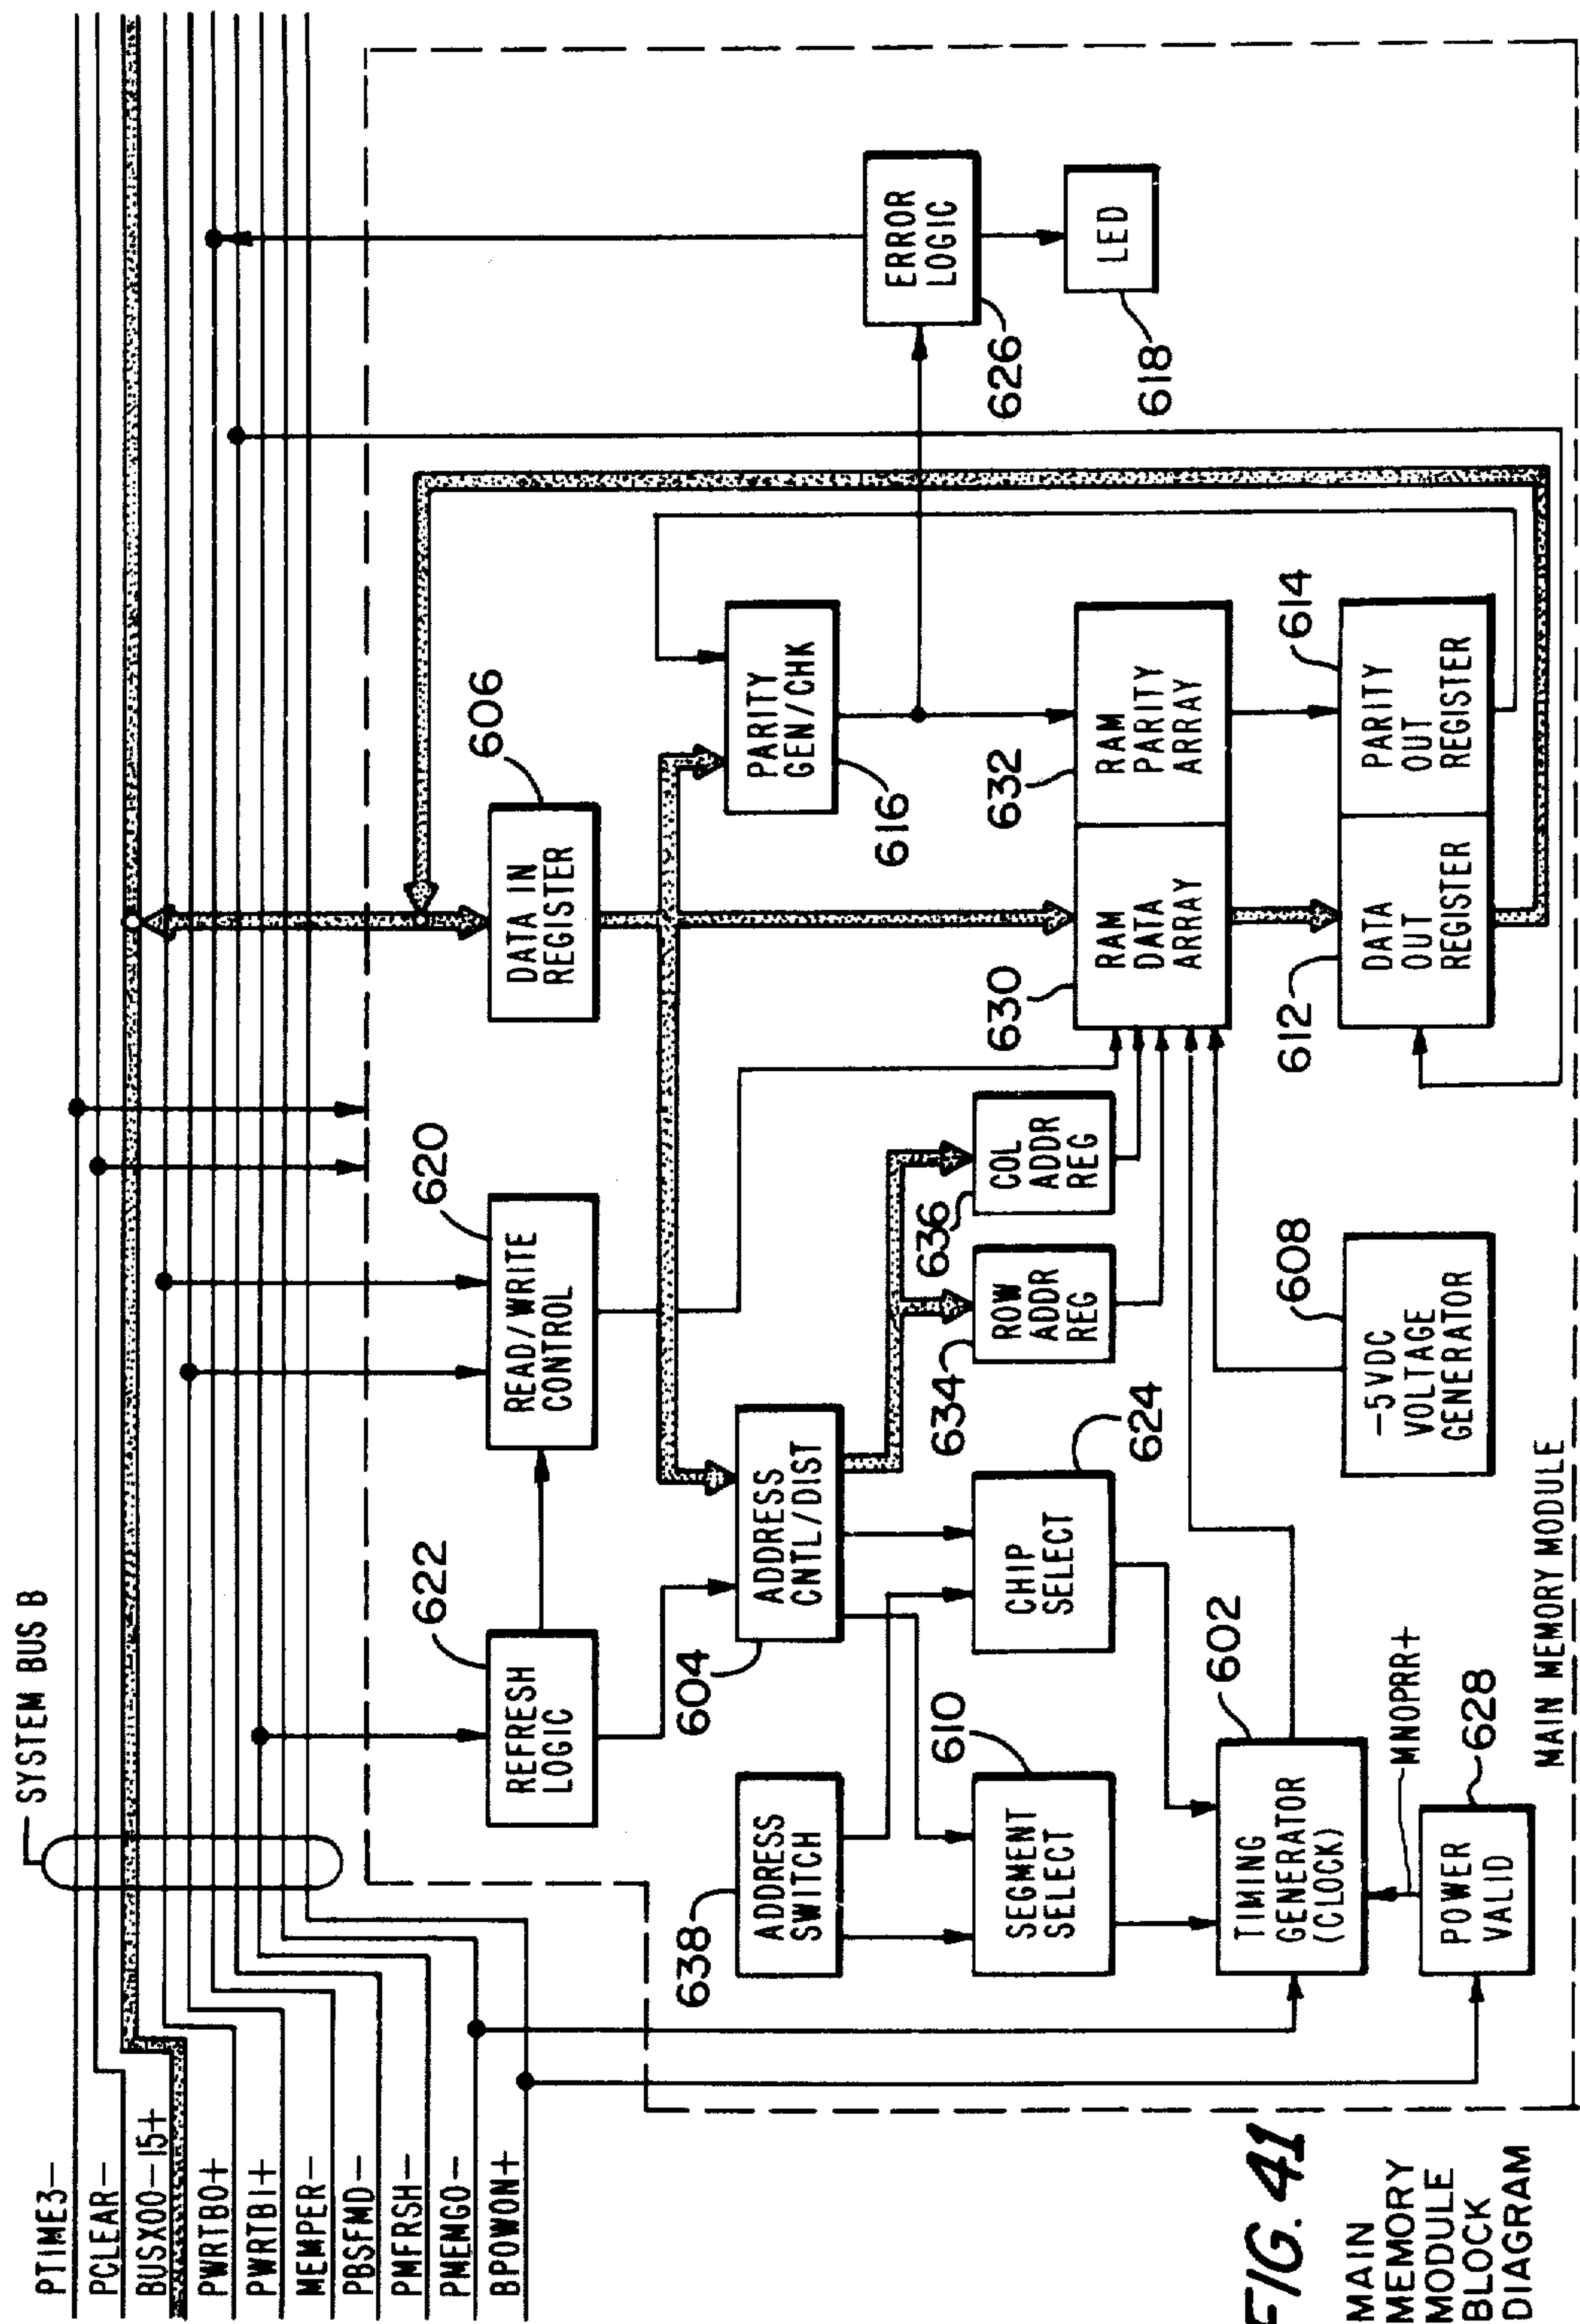 SYSTEM BUS B
PTIME3-
PCLEAR-
BUSX00-15+
PWRTB0+
PWRTB1+
MEMPER-
PBSFMD-
PMFRSH-
PMEMGO-
BPOWON+
622
REFRESH
LOGIC
620
READ/WRITE
CONTROL
606
DATA IN
REGISTER
638
ADDRESS
SWITCH
604
ADDRESS
CNTL/DIST
616
PARITY
GEN/CHK
626
ERROR
LOGIC
610
SEGMENT
SELECT
624
CHIP
SELECT
634
ROW
ADDR
REG
636
COL
ADDR
REG
630
RAM
DATA
ARRAY
632
RAM
PARITY
ARRAY
618
LED
602
TIMING
GENERATOR
(CLOCK)
MNOPRR+
628
POWER
VALID
608
-5VDC
VOLTAGE
GENERATOR
612
DATA
OUT
REGISTER
614
PARITY
OUT
REGISTER
MAIN MEMORY MODULE
FIG. 41
MAIN
MEMORY
MODULE
BLOCK
DIAGRAM